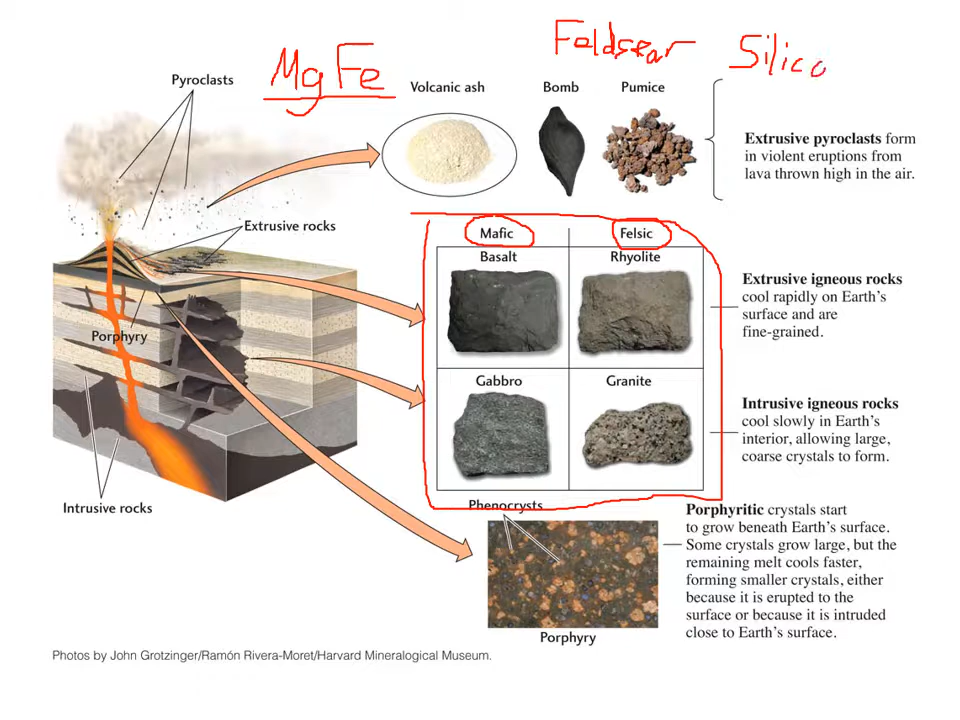 MgFe
Feldspar Silica
Pyroclasts
Volcanic ash
Bomb
Pumice
Extrusive pyroclasts form
in violent eruptions from
lava thrown high in the air.
Extrusive rocks
Mafic
Felsic
Basalt
Rhyolite
Extrusive igneous rocks
cool rapidly on Earth's
surface and are
fine-grained.
Porphyry
Gabbro
Granite
Intrusive igneous rocks
cool slowly in Earth's
interior, allowing large,
coarse crystals to form.
Intrusive rocks
Phenocrysts
Porphyritic crystals start
to grow beneath Earth's surface.
Some crystals grow large, but the
remaining melt cools faster,
forming smaller crystals, either
because it is erupted to the
surface or because it is intruded
close to Earth's surface.
Porphyry
Photos by John Grotzinger/Ramón Rivera-Moret/Harvard Mineralogical Museum.